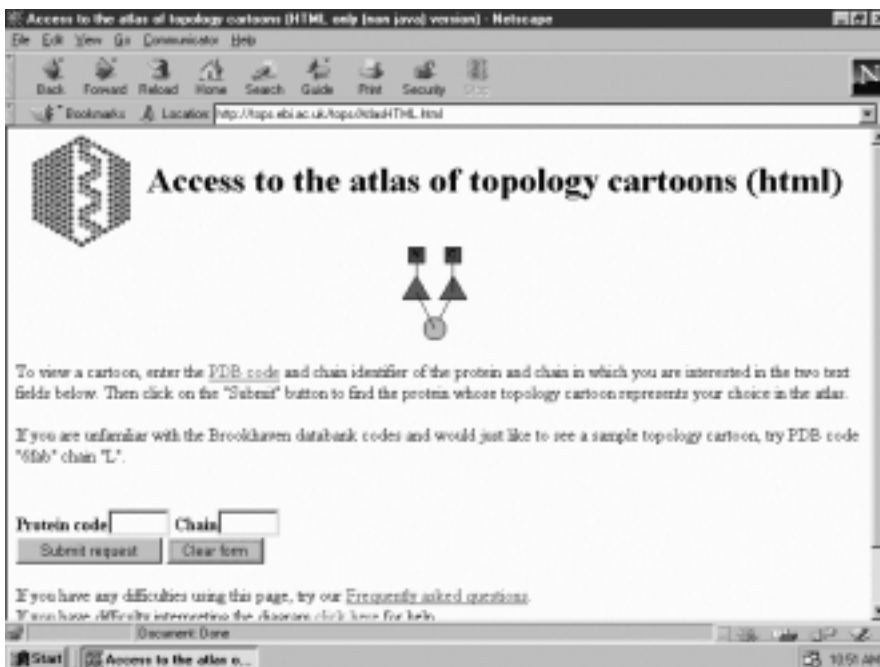 Access to the atlas of topology cartoons (HTML only (non java) version) - Netscape
File Edit View Go Communicator Help
Back Forward Reload Home Search Guide Print Security Stop
Bookmarks Location: http://tops.ebi.ac.uk/tops/AtlasHTML.html
N
Access to the atlas of topology cartoons (html)
To view a cartoon, enter the PDB code and chain identifier of the protein and chain in which you are interested in the two text
fields below. Then click on the "Submit" button to find the protein whose topology cartoon represents your choice in the atlas.
If you are unfamiliar with the Brookhaven databank codes and would just like to see a sample topology cartoon, try PDB code
"6fab" chain "L".
Protein code Chain
Submit request Clear form
If you have any difficulties using this page, try our Frequently asked questions.
If you have difficulty interpreting the diagram click here for help.
Document: Done
Start Access to the atlas o... 10:51 AM